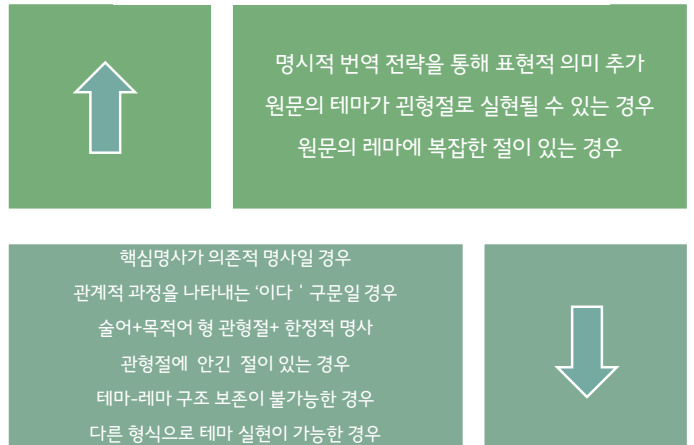 명시적 번역 전략을 통해 표현적 의미 추가
원문의 테마가 괸형절로 실현될 수 있는 경우
원문의 레마에 복잡한 절이 있는 경우
핵심명사가 의존적 명사일 경우
관계적 과정을 나타내는 ‘이다 ' 구문일 경우
술어+목적어 형 관형절+ 한정적 명사
관형절에 안긴 절이 있는 경우
테마-레마 구조 보존이 불가능한 경우
다른 형식으로 테마 실현이 가능한 경우